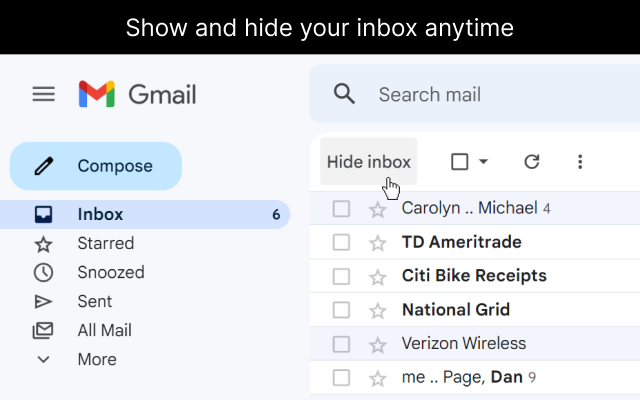 Show and hide your inbox anytime
Gmail
Search mail
Compose
Hide inbox
Inbox 6
Starred
Snoozed
Sent
All Mail
More
Carolyn .. Michael 4
TD Ameritrade
Citi Bike Receipts
National Grid
Verizon Wireless
me .. Page, Dan 9